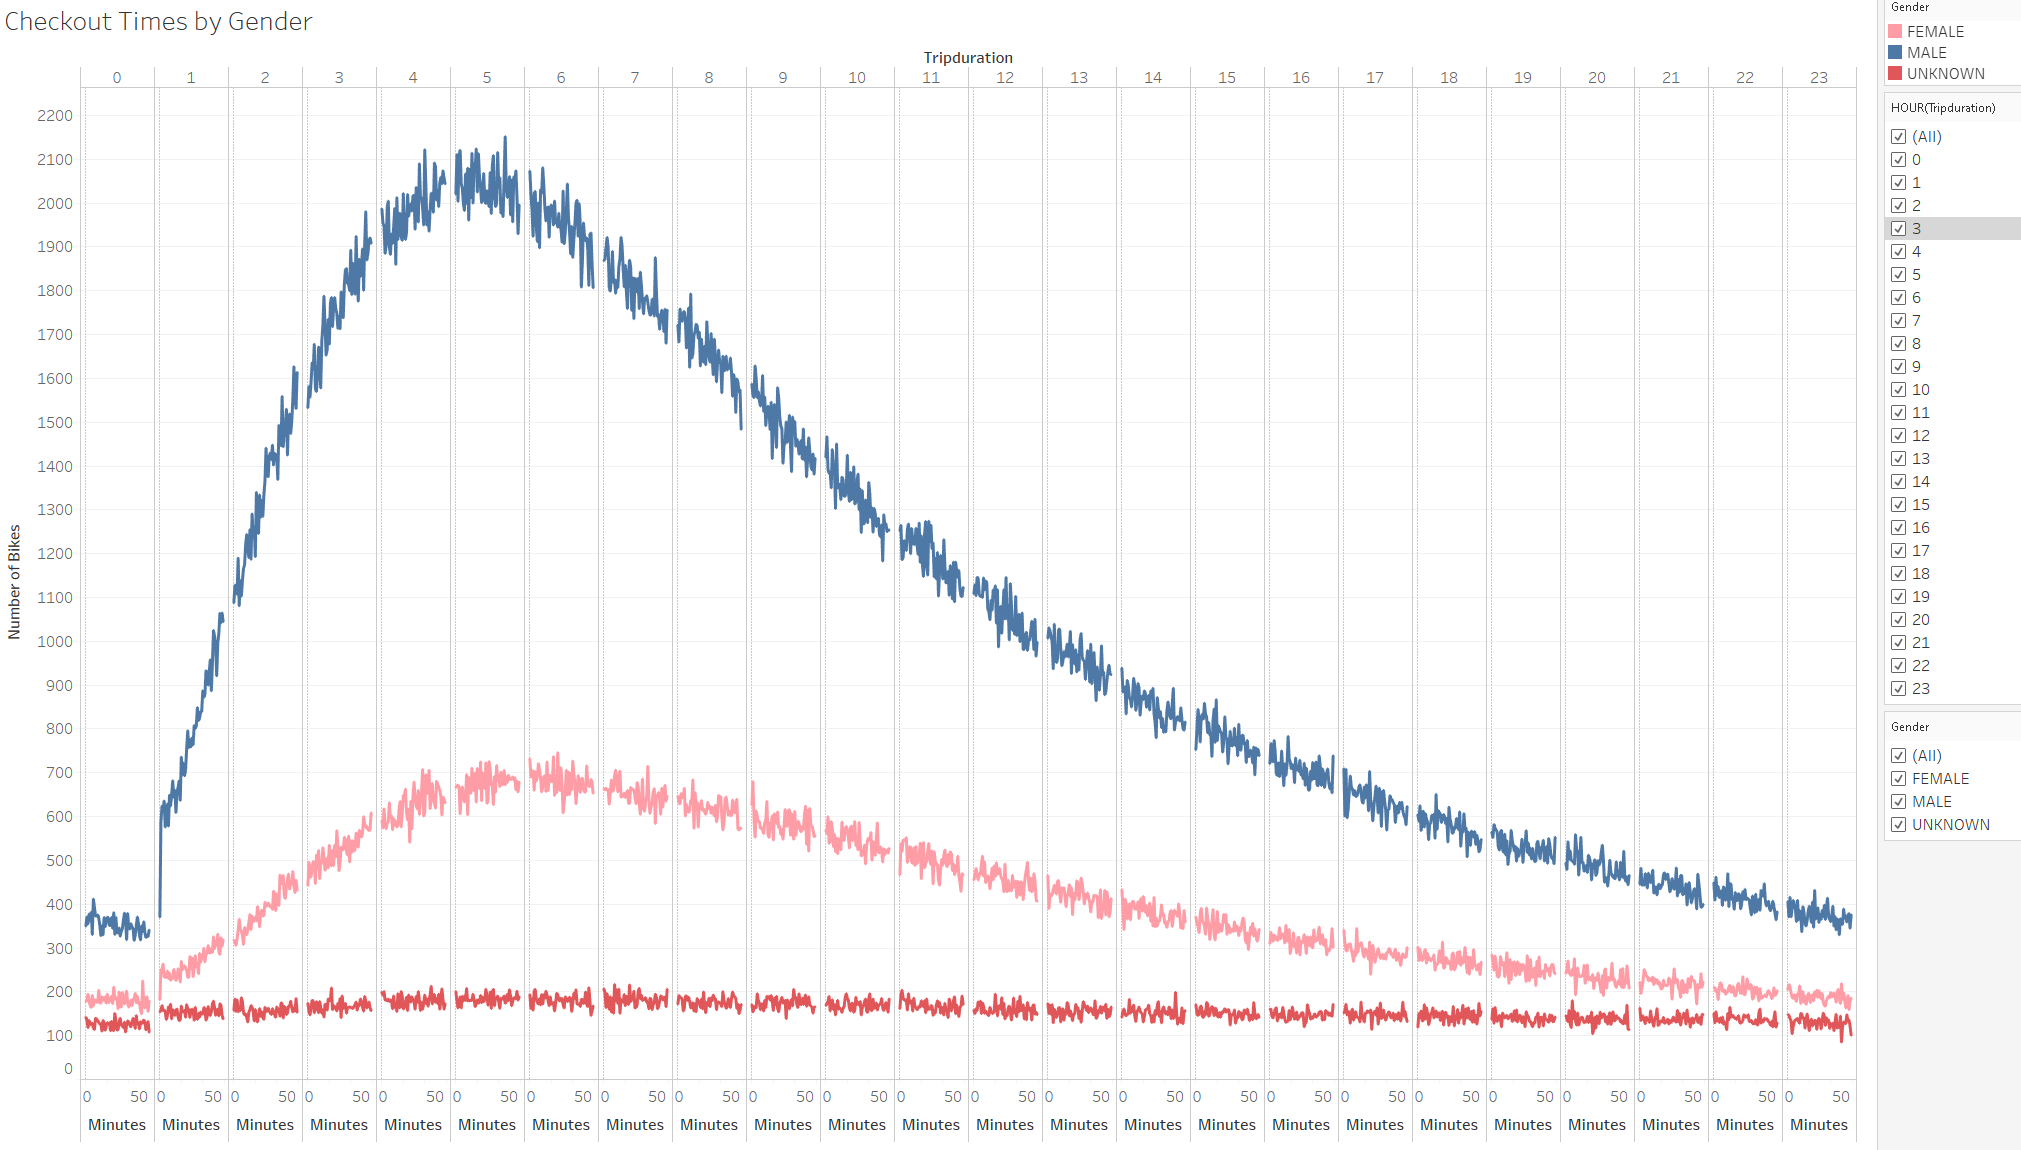 Checkout Times by Gender
Tripduration
0 1 2 3 4 5 6 7 8 9 10 11 12 13 14 15 16 17 18 19 20 21 22 23
2200
2100
2000
1900
1800
1700
1600
1500
1400
1300
1200
1100
1000
900
800
700
600
500
400
300
200
100
0
Number of Bikes
0 50 0 50 0 50 0 50 0 50 0 50 0 50 0 50 0 50 0 50 0 50 0 50 0 50 0 50 0 50 0 50 0 50 0 50 0 50 0 50 0 50 0 50 0 50 0 50
Minutes Minutes Minutes Minutes Minutes Minutes Minutes Minutes Minutes Minutes Minutes Minutes Minutes Minutes Minutes Minutes Minutes Minutes Minutes Minutes Minutes Minutes Minutes Minutes
Gender
FEMALE
MALE
UNKNOWN
HOUR(Tripduration)
(All)
0
1
2
3
4
5
6
7
8
9
10
11
12
13
14
15
16
17
18
19
20
21
22
23
Gender
(All)
FEMALE
MALE
UNKNOWN